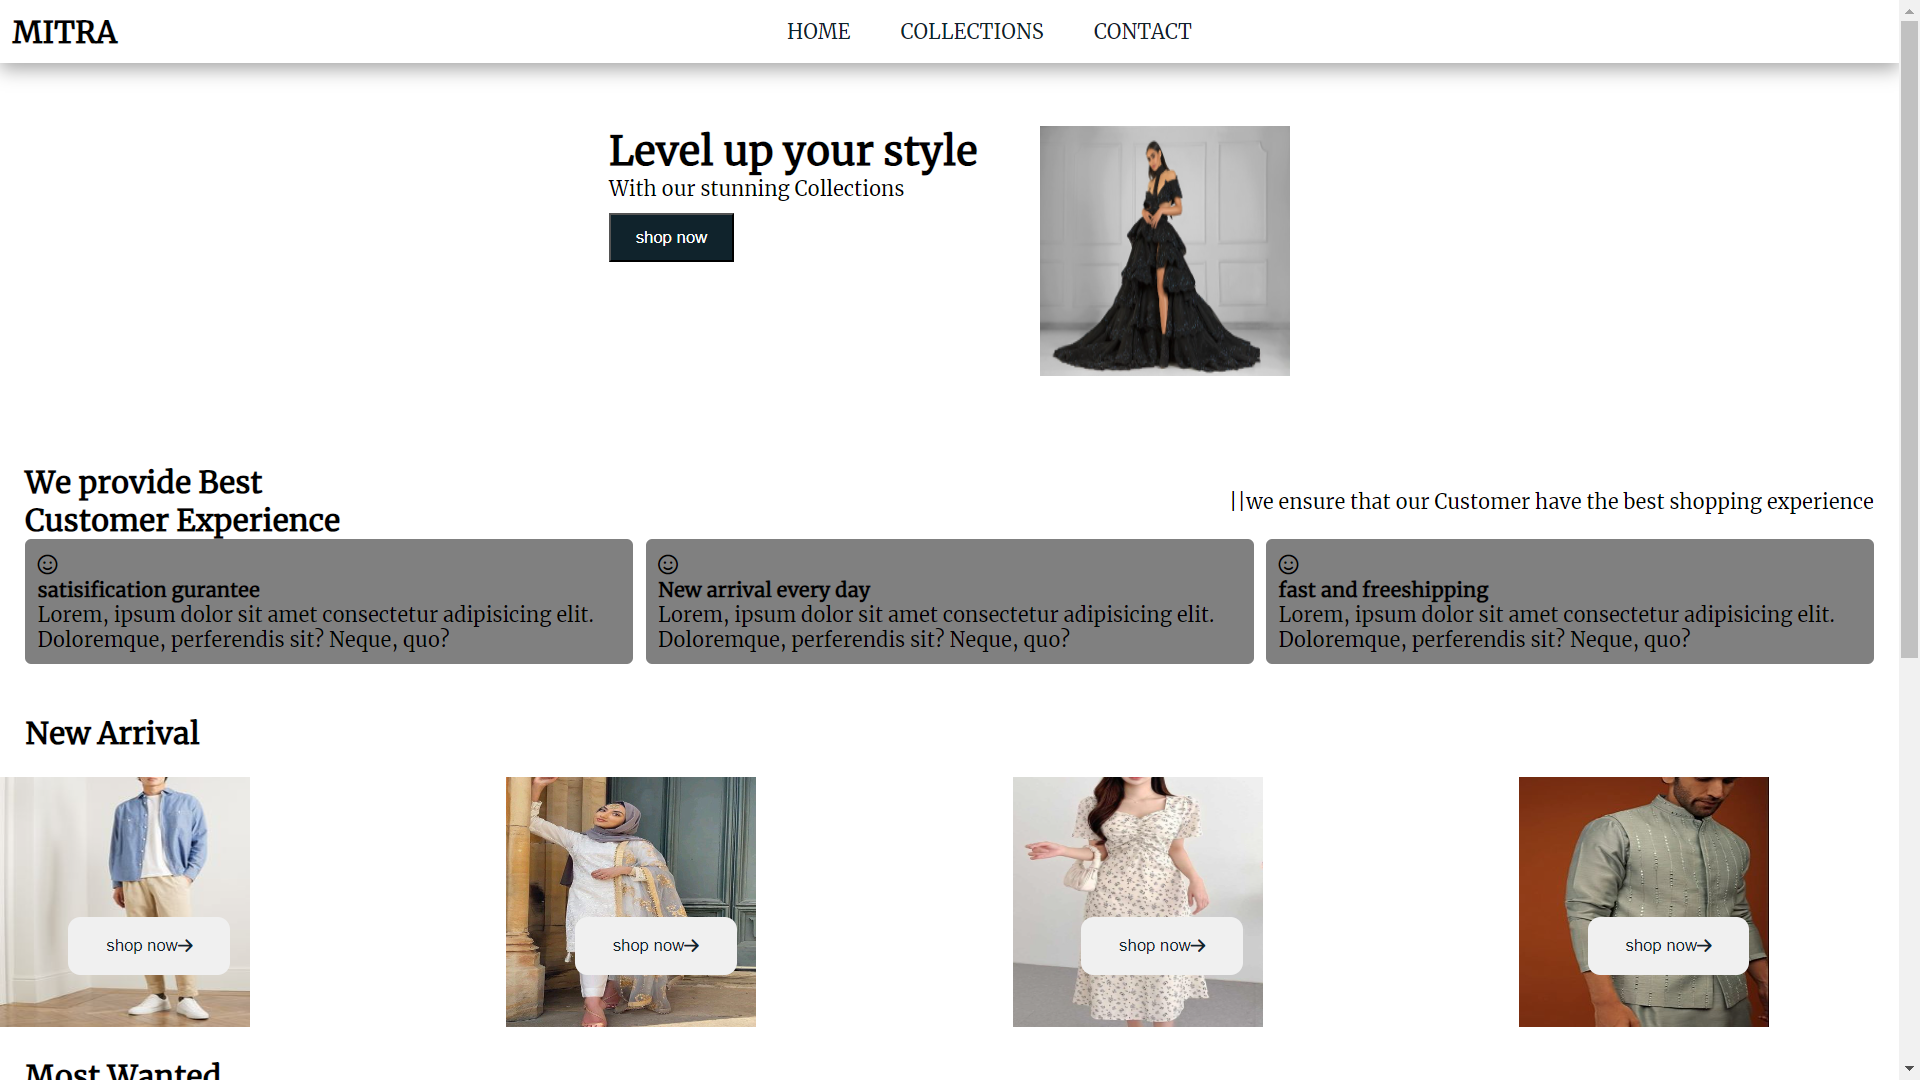 MITRA
HOME COLLECTIONS CONTACT
Level up your style
With our stunning Collections
shop now
We provide Best
Customer Experience
||we ensure that our Customer have the best shopping experience
satisification gurantee
Lorem, ipsum dolor sit amet consectetur adipisicing elit.
Doloremque, perferendis sit? Neque, quo?
New arrival every day
Lorem, ipsum dolor sit amet consectetur adipisicing elit.
Doloremque, perferendis sit? Neque, quo?
fast and freeshipping
Lorem, ipsum dolor sit amet consectetur adipisicing elit.
Doloremque, perferendis sit? Neque, quo?
New Arrival
shop now→
shop now→
shop now→
shop now→
Most Wanted